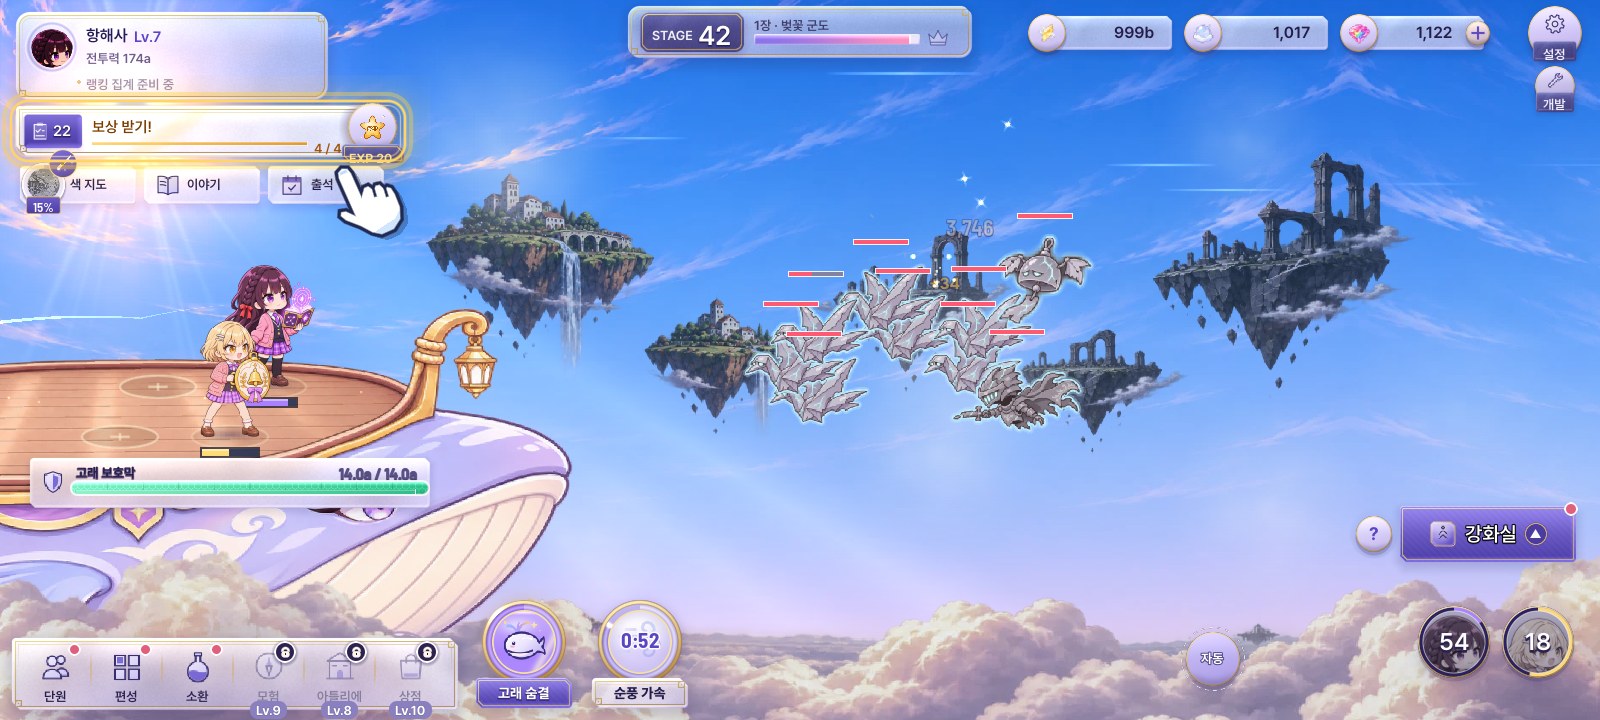 항해사 Lv.7
전투력 174a
랭킹 집계 준비 중
STAGE 42
1장 · 벚꽃 군도
999b
1,017
1,122
설정
개발
22
보상 받기!
4 / 4
EXP 20
색 지도
15%
이야기
출석
3,746
34
고래 보호막
14.0a / 14.0a
?
강화실
단원
편성
소환
모험
Lv.9
아틀리에
Lv.8
상점
Lv.10
고래 숨결
0:52
순풍 가속
자동
54
18